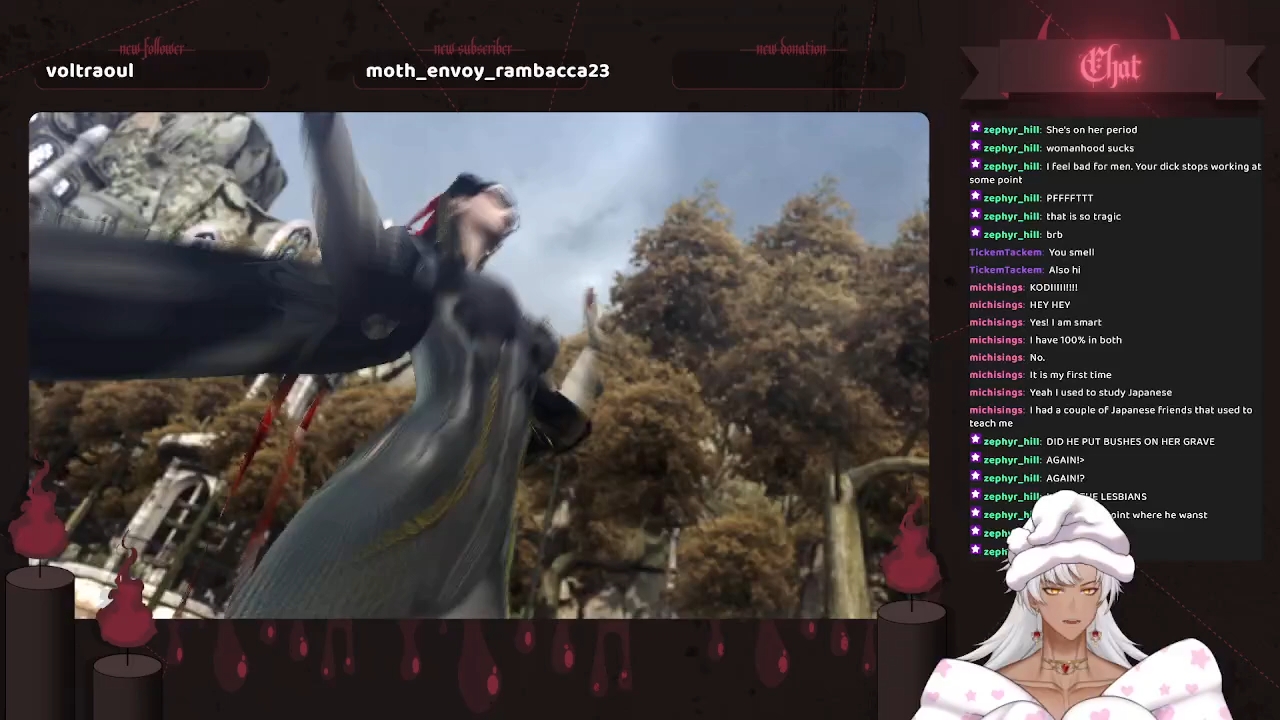 new follower
voltraoul
new subscriber
moth_envoy_rambacca23
new donation
Chat
zephyr_hill: She's on her period
zephyr_hill: womanhood sucks
zephyr_hill: I feel bad for men. Your dick stops working at
some point
zephyr_hill: PFFFFTTT
zephyr_hill: that is so tragic
zephyr_hill: brb
TickemTackem: You smell
TickemTackem: Also hi
michisings: KODIIIII!!!!
michisings: HEY HEY
michisings: Yes! I am smart
michisings: I have 100% in both
michisings: No.
michisings: It is my first time
michisings: Yeah I used to study Japanese
michisings: I had a couple of Japanese friends that used to
teach me
zephyr_hill: DID HE PUT BUSHES ON HER GRAVE
zephyr_hill: AGAIN!>
zephyr_hill: AGAIN!?
zephyr_hill: LESBIANS
zephyr_hi where he wanst
zeph
zeph